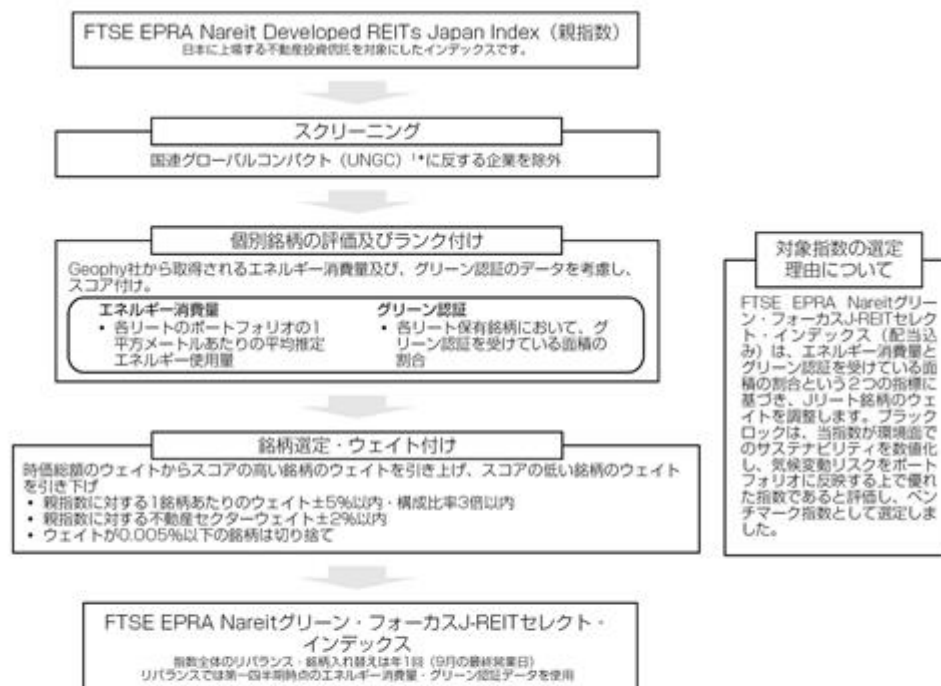 FTSE EPRA Nareit Developed REITs Japan Index（親指数）
日本に上場する不動産投資信託を対象にしたインデックスです。
スクリーニング
国連グローバルコンパクト（UNGC）¹*に反する企業を除外
個別銘柄の評価及びランク付け
Geophy社から取得されるエネルギー消費量及び、グリーン認証のデータを考慮し、
スコア付け。
エネルギー消費量
• 各リートのポートフォリオの1
平方メートルあたりの平均推定
エネルギー使用量
グリーン認証
• 各リート保有銘柄において、グ
リーン認証を受けている面積の
割合
銘柄選定・ウェイト付け
時価総額のウェイトからスコアの高い銘柄のウェイトを引き上げ、スコアの低い銘柄のウェイト
を引き下げ
• 親指数に対する1銘柄あたりのウェイト±5%以内・構成比率3倍以内
• 親指数に対する不動産セクターウェイト±2%以内
• ウェイトが0.005%以下の銘柄は切り捨て
FTSE EPRA Nareitグリーン・フォーカスJ-REITセレクト・
インデックス
指数全体のリバランス・銘柄入れ替えは年1回（9月の最終営業日）
リバランスでは第一四半期時点のエネルギー消費量・グリーン認証データを使用
対象指数の選定
理由について
FTSE EPRA Nareitグリー
ン・フォーカスJ-REITセレク
ト・インデックス（配当込
み）は、エネルギー消費量と
グリーン認証を受けている面
積の割合という2つの指標に
基づき、Jリート銘柄のウェ
イトを調整します。ブラック
ロックは、当指数が環境面で
のサステナビリティを数値化
し、気候変動リスクをポート
フォリオに反映する上で優れ
た指数であると評価し、ベン
チマーク指数として選定しま
した。